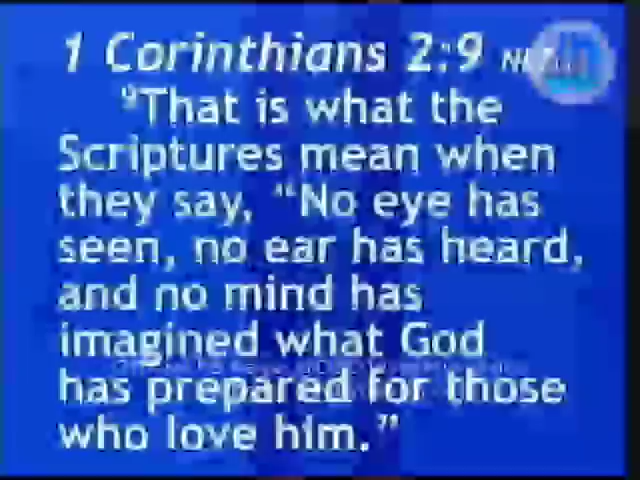 1 Corinthians 2:9
⁹That is what the
Scriptures mean when
they say, "No eye has
seen, no ear has heard,
and no mind has
imagined what God
has prepared for those
who love him."